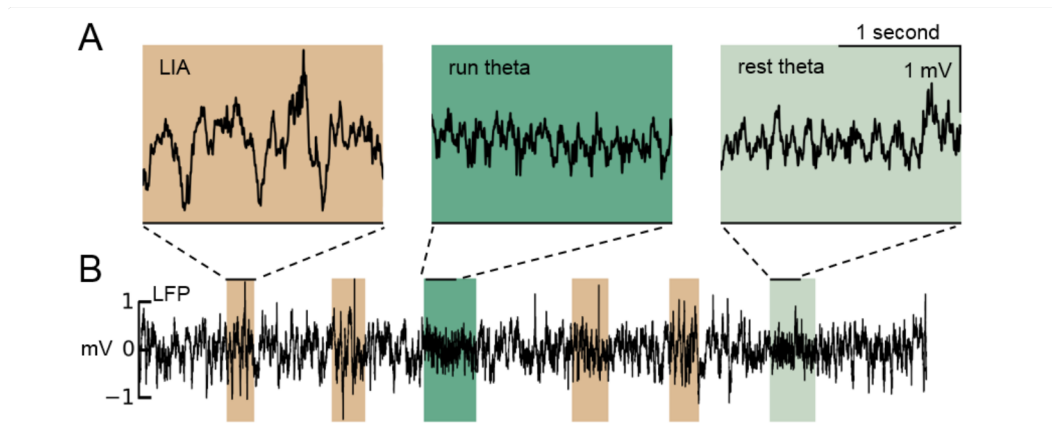 A
1 second
LIA
run theta
rest theta
1 mV
B
LFP
1
mV 0
−1